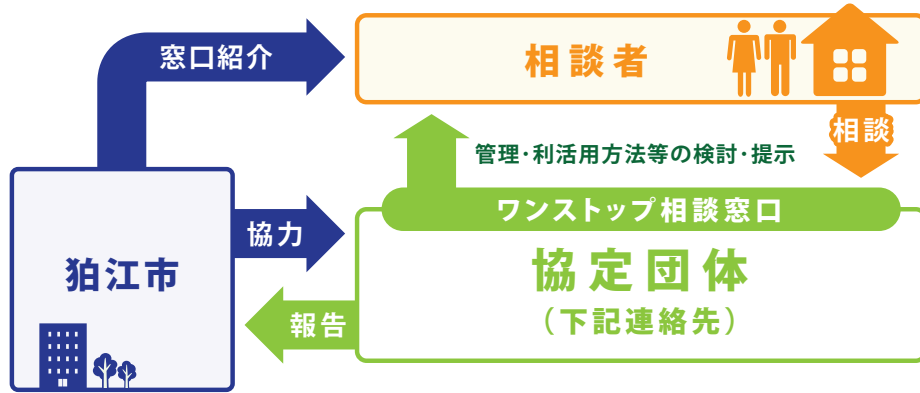 窓口紹介
相談者
相談
管理・利活用方法等の検討・提示
ワンストップ相談窓口
狛江市
協力
協定団体
（下記連絡先）
報告